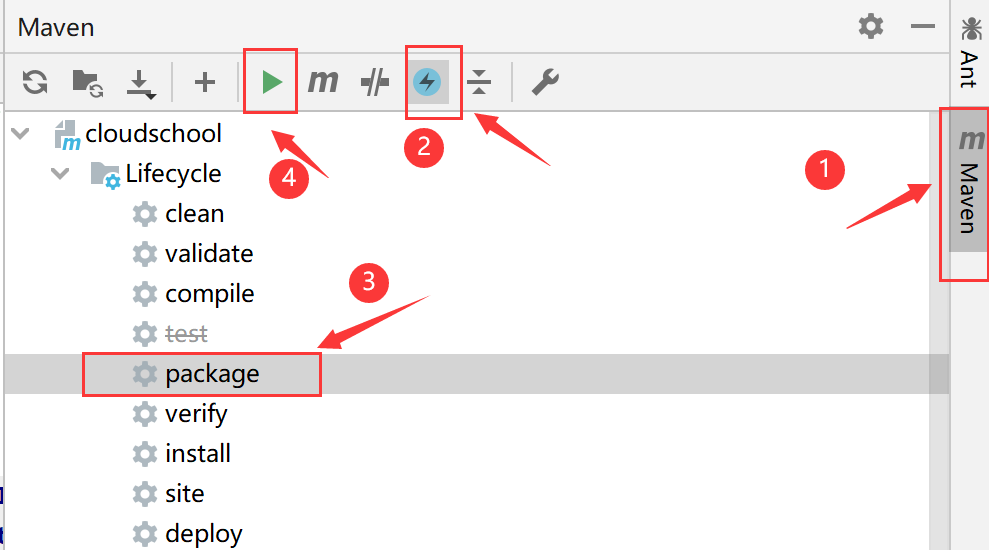 Maven
m
Ant
m Maven
1
2
3
4
cloudschool
Lifecycle
clean
validate
compile
test
package
verify
install
site
deploy